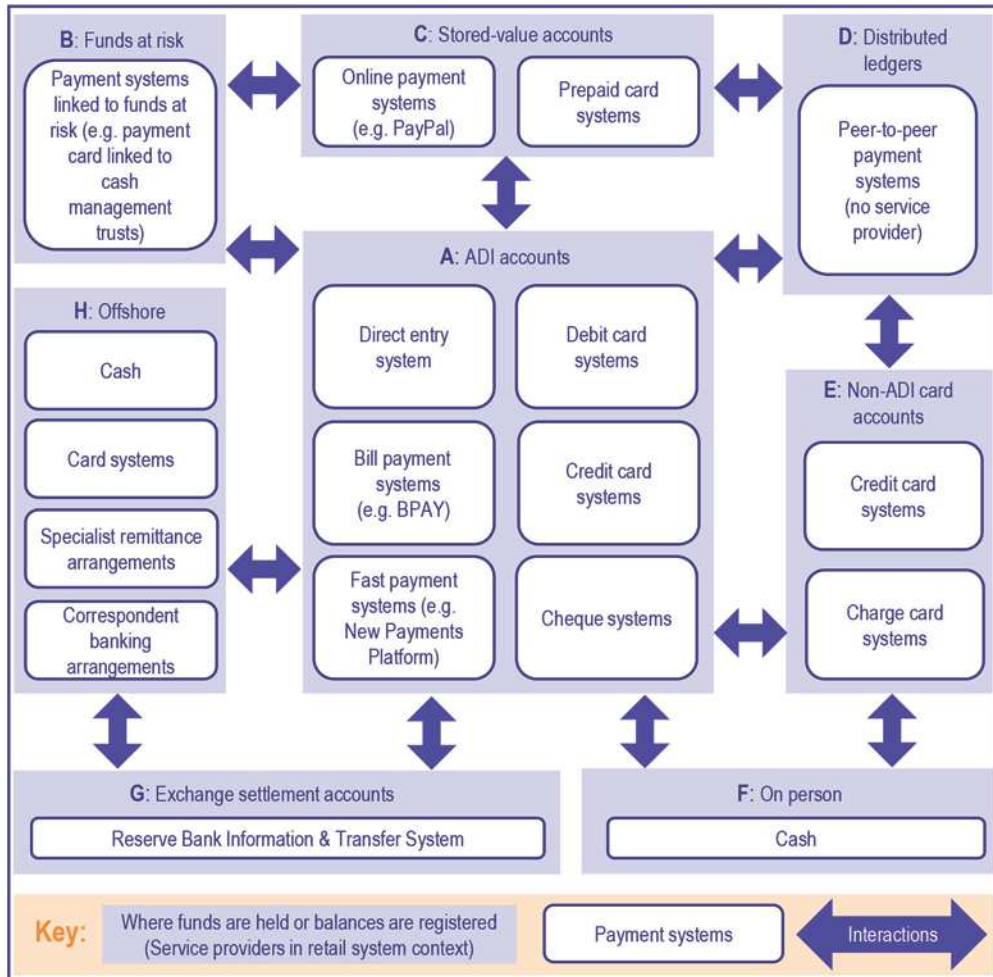 B: Funds at risk
Payment systems
linked to funds at
risk (e.g. payment
card linked to
cash
management
trusts)
C: Stored-value accounts
Online payment
systems
(e.g. PayPal)
Prepaid card
systems
D: Distributed
ledgers
Peer-to-peer
payment
systems
(no service
provider)
A: ADI accounts
Direct entry
system
Debit card
systems
Bill payment
systems
(e.g. BPAY)
Credit card
systems
Fast payment
systems (e.g.
New Payments
Platform)
Cheque systems
H: Offshore
Cash
Card systems
Specialist remittance
arrangements
Correspondent
banking
arrangements
E: Non-ADI card
accounts
Credit card
systems
Charge card
systems
G: Exchange settlement accounts
Reserve Bank Information & Transfer System
F: On person
Cash
Key:
Where funds are held or balances are registered
(Service providers in retail system context)
Payment systems
Interactions